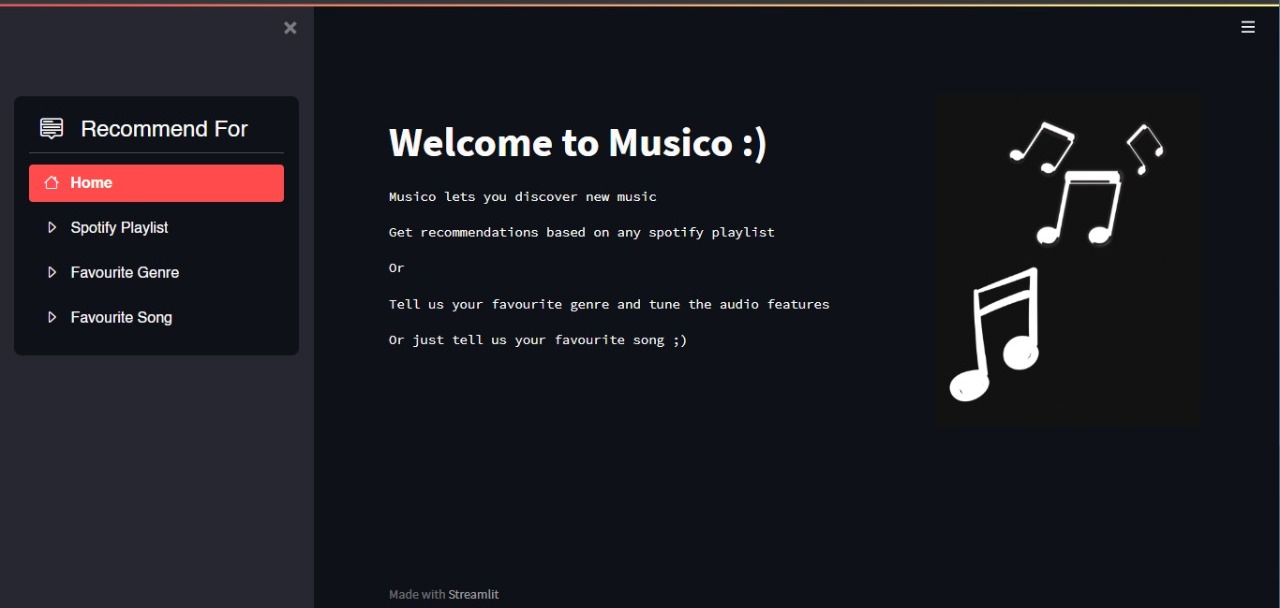 Recommend For
Home
Spotify Playlist
Favourite Genre
Favourite Song
Welcome to Musico :)
Musico lets you discover new music
Get recommendations based on any spotify playlist
Or
Tell us your favourite genre and tune the audio features
Or just tell us your favourite song ;)
Made with Streamlit